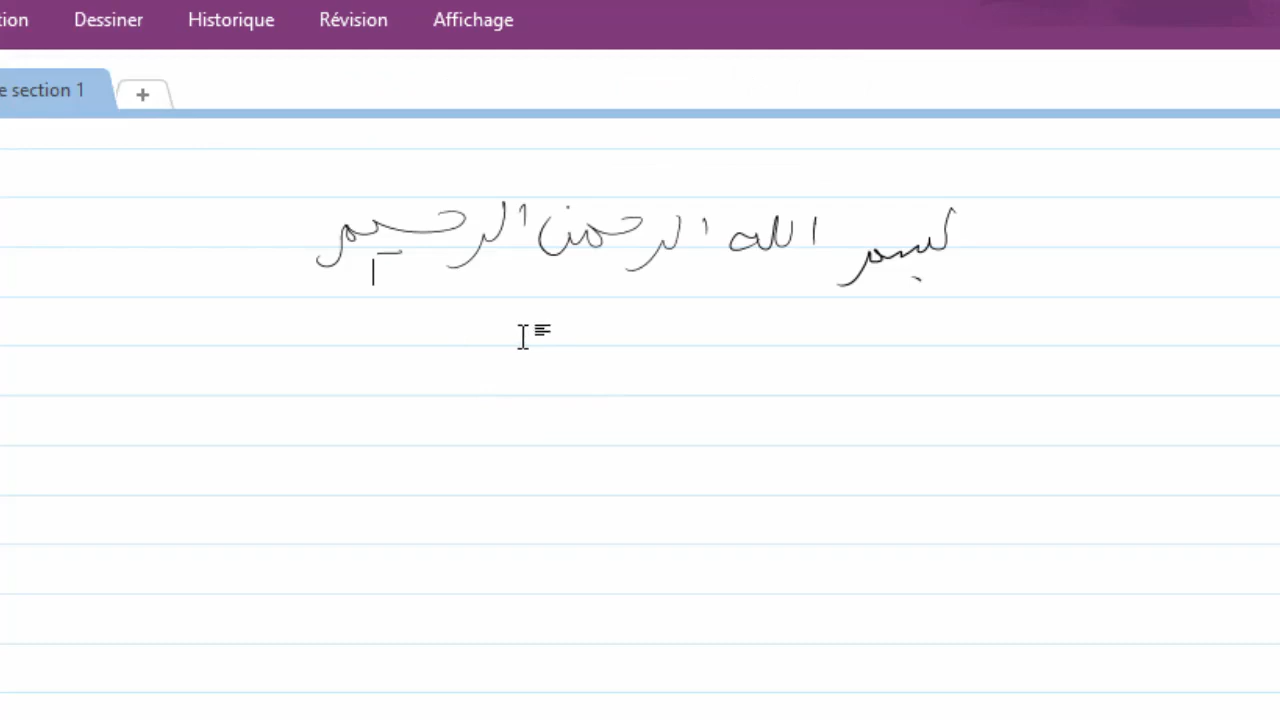 tion Dessiner Historique Révision Affichage
e section 1 +
بسم الله الرحمن الرحيم